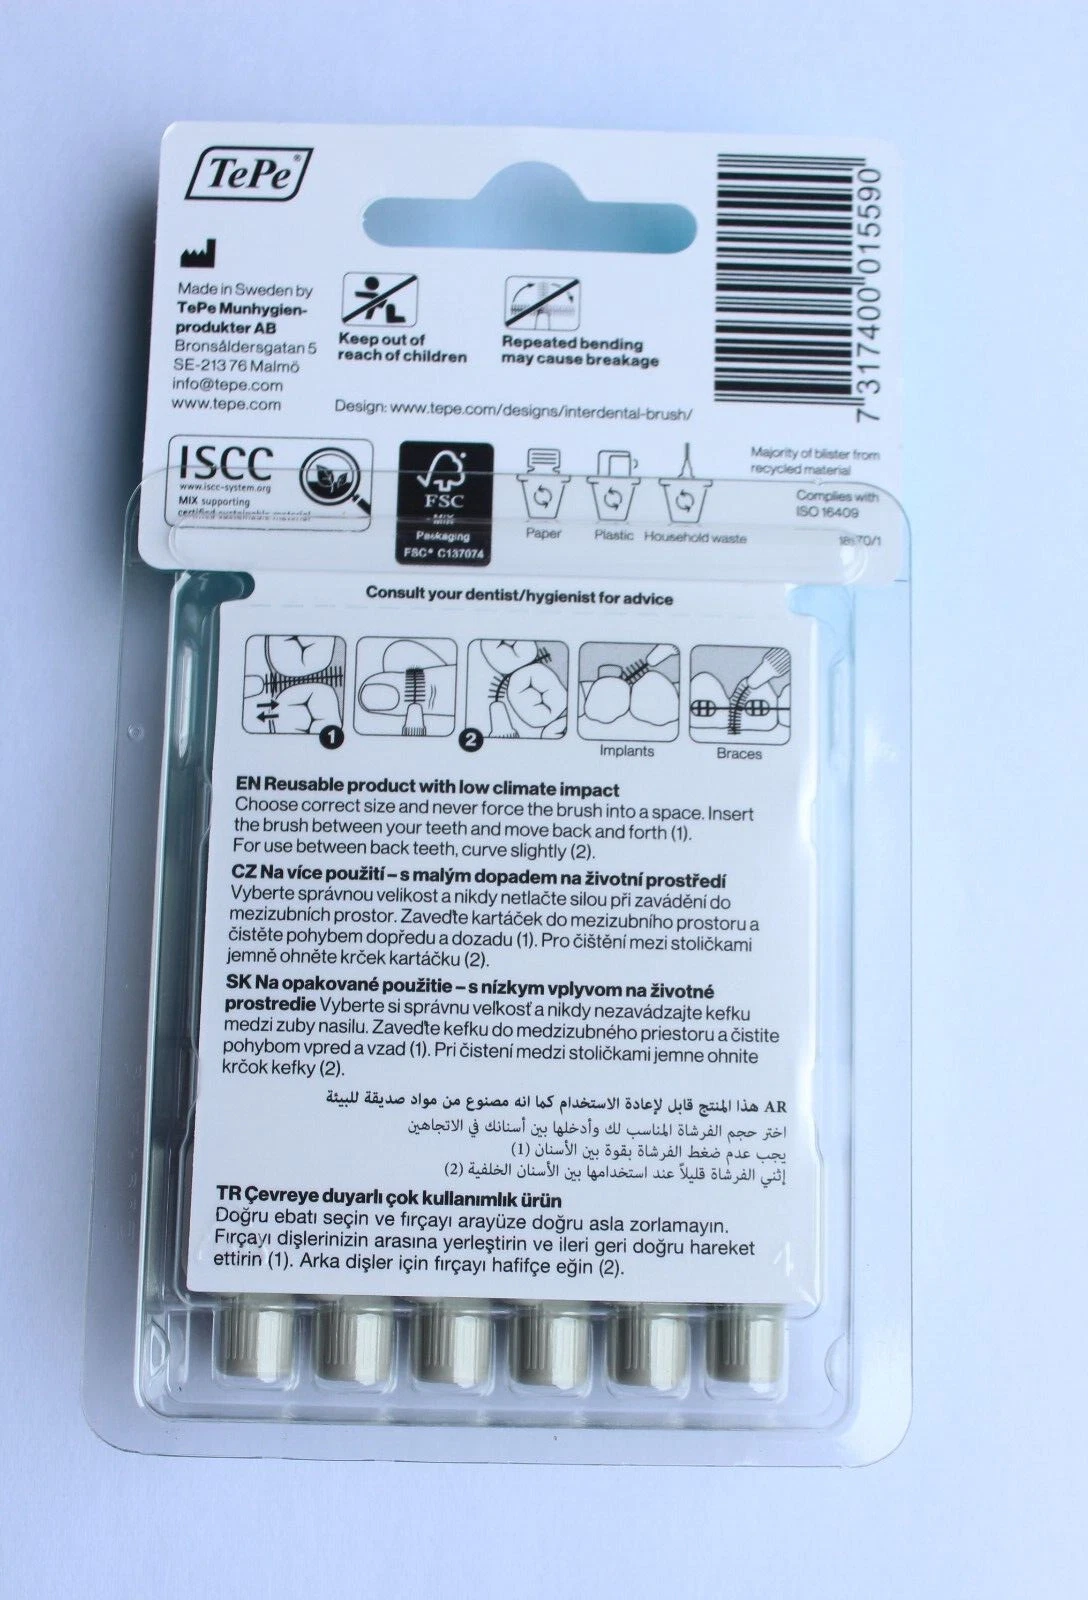 TePe®
7 317400 015590
Made in Sweden by
TePe Munhygien-
produkter AB
Bronsåldersgatan 5
SE-213 76 Malmö
info@tepe.com
www.tepe.com
Keep out of
reach of children
Repeated bending
may cause breakage
Design: www.tepe.com/designs/interdental-brush/
ISCC
www.iscc-system.org
MIX supporting
certified sustainable material
FSC
MIX
Packaging
FSC® C137074
Paper
Plastic
Household waste
Majority of blister from
recycled material
Complies with
ISO 16409
Consult your dentist/hygienist for advice
1
2
Implants
Braces
EN Reusable product with low climate impact
Choose correct size and never force the brush into a space. Insert
the brush between your teeth and move back and forth (1).
For use between back teeth, curve slightly (2).
CZ Na více použití – s malým dopadem na životní prostředí
Vyberte správnou velikost a nikdy netlačte silou při zavádění do
mezizubních prostor. Zaveďte kartáček do mezizubního prostoru a
čistěte pohybem dopředu a dozadu (1). Pro čištění mezi stoličkami
jemně ohněte krček kartáčku (2).
SK Na opakované použitie – s nízkym vplyvom na životné
prostredie Vyberte si správnu veľkosť a nikdy nezavádzajte kefku
medzi zuby nasilu. Zaveďte kefku do medzizubného priestoru a čistite
pohybom vpred a vzad (1). Pri čistení medzi stoličkami jemne ohnite
krčok kefky (2).
AR هذا المنتج قابل لإعادة الاستخدام كما انه مصنوع من مواد صديقة للبيئة
اختر حجم الفرشاة المناسب لك وأدخلها بين أسنانك في الاتجاهين
يجب عدم ضغط الفرشاة بقوة بين الأسنان (1)
إثني الفرشاة قليلاً عند استخدامها بين الأسنان الخلفية (2)
TR Çevreye duyarlı çok kullanımlık ürün
Doğru ebatı seçin ve fırçayı arayüze doğru asla zorlamayın.
Fırçayı dişlerinizin arasına yerleştirin ve ileri geri doğru hareket
ettirin (1). Arka dişler için fırçayı hafifçe eğin (2).